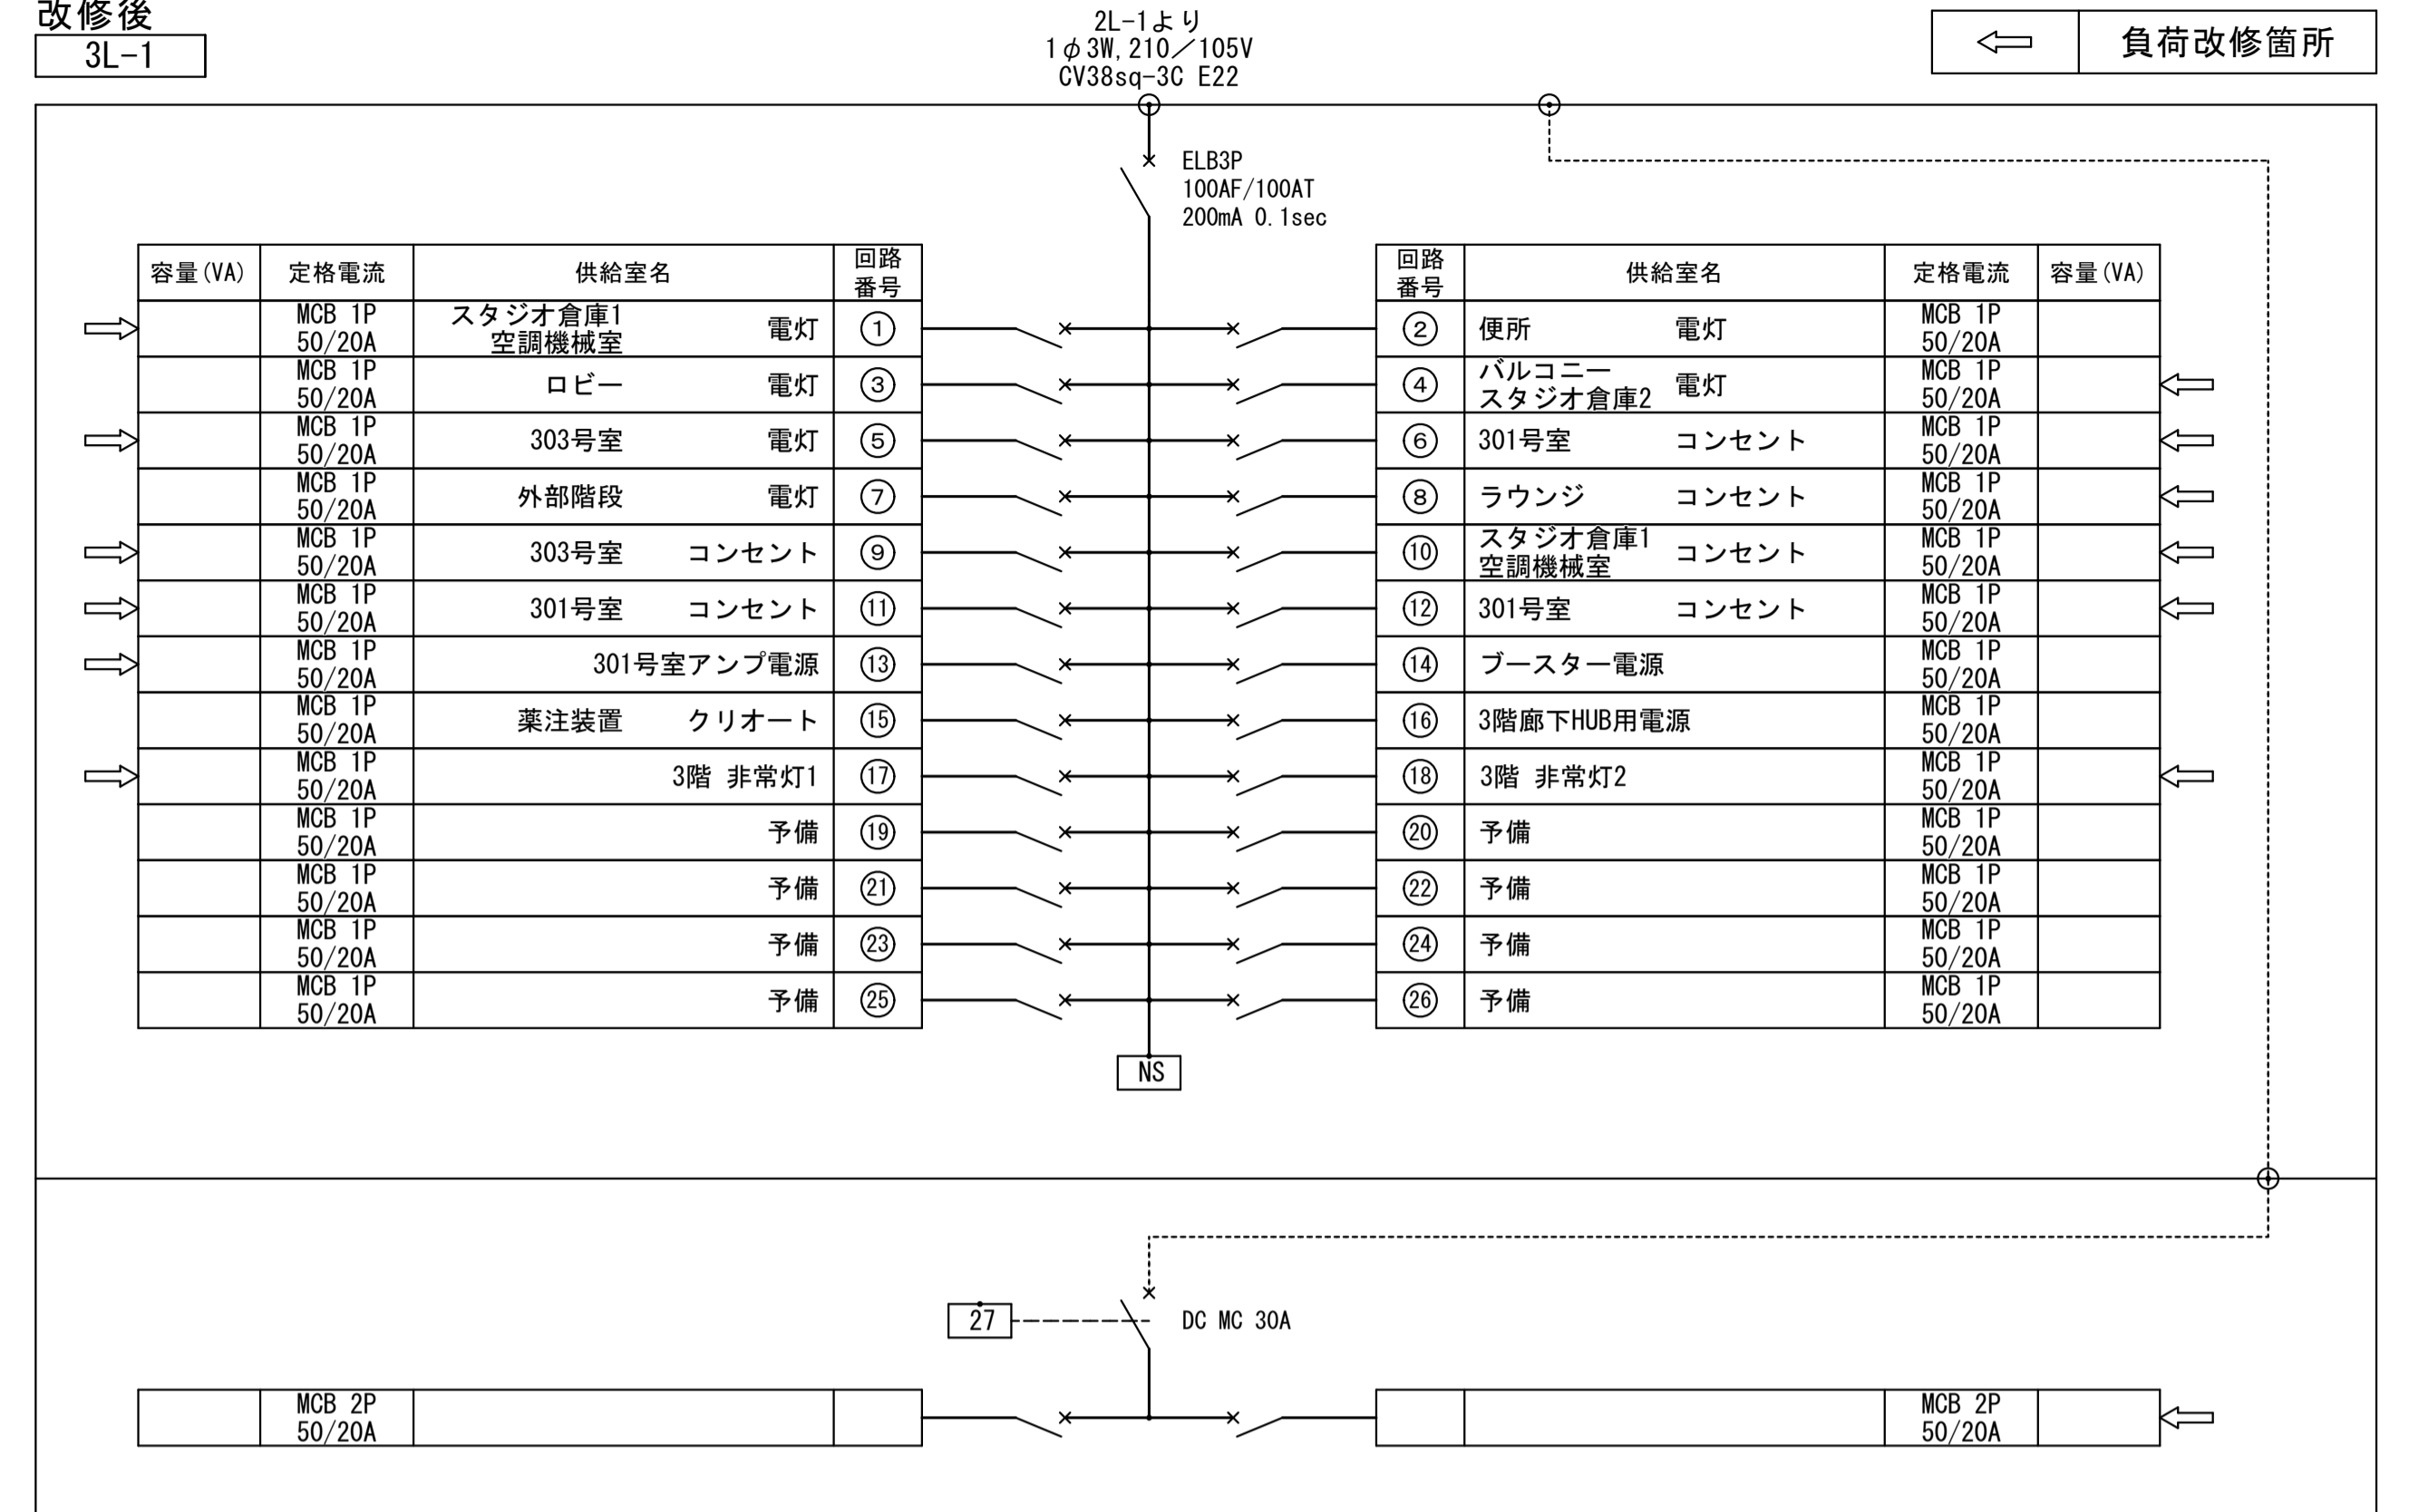 改修後
3L-1
2L-1より
1φ3W,210／105V
CV38sq-3C E22
負荷改修箇所
ELB3P
100AF/100AT
200mA 0.1sec
容量(VA) 定格電流 供給室名 回路番号
回路番号 供給室名 定格電流 容量(VA)
MCB 1P 50/20A スタジオ倉庫1 空調機械室 電灯 1
2 便所 電灯 MCB 1P 50/20A
MCB 1P 50/20A ロビー 電灯 3
4 バルコニー スタジオ倉庫2 電灯 MCB 1P 50/20A
MCB 1P 50/20A 303号室 電灯 5
6 301号室 コンセント MCB 1P 50/20A
MCB 1P 50/20A 外部階段 電灯 7
8 ラウンジ コンセント MCB 1P 50/20A
MCB 1P 50/20A 303号室 コンセント 9
10 スタジオ倉庫1 空調機械室 コンセント MCB 1P 50/20A
MCB 1P 50/20A 301号室 コンセント 11
12 301号室 コンセント MCB 1P 50/20A
MCB 1P 50/20A 301号室アンプ電源 13
14 ブースター電源 MCB 1P 50/20A
MCB 1P 50/20A 薬注装置 クリオート 15
16 3階廊下HUB用電源 MCB 1P 50/20A
MCB 1P 50/20A 3階 非常灯1 17
18 3階 非常灯2 MCB 1P 50/20A
MCB 1P 50/20A 予備 19
20 予備 MCB 1P 50/20A
MCB 1P 50/20A 予備 21
22 予備 MCB 1P 50/20A
MCB 1P 50/20A 予備 23
24 予備 MCB 1P 50/20A
MCB 1P 50/20A 予備 25
26 予備 MCB 1P 50/20A
NS
27
DC MC 30A
MCB 2P 50/20A
MCB 2P 50/20A